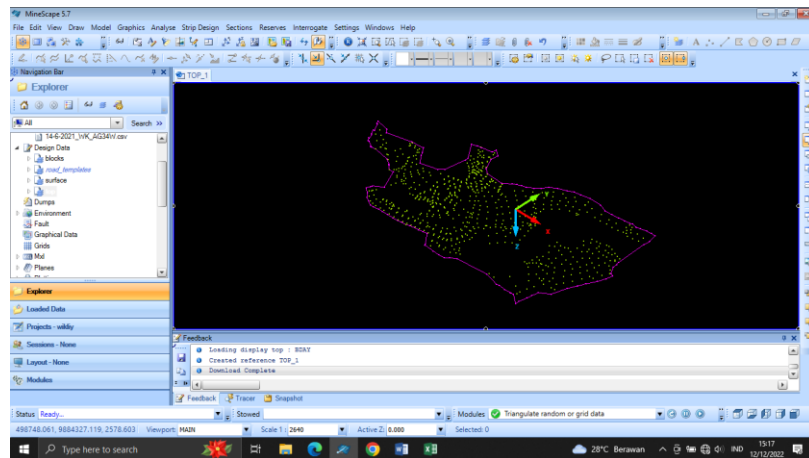 MineScape 5.7
File Edit View Draw Model Graphics Analyse Strip Design Sections Reserves Interrogate Settings Windows Help
Navigation Bar
TOP_1
Explorer
All
Search >>
14-6-2021_WK_AG34W.csv
Design Data
blocks
road_templates
surface
Dumps
Environment
Fault
Graphical Data
Grids
Mxl
Planes
Explorer
Loaded Data
Projects - wildiy
Sessions - None
Layout - None
Modules
Y
X
Z
Feedback
Loading display top : BDAY
Created reference TOP_1
Download Complete
Feedback Tracer Snapshot
Status Ready... Stowed Modules Triangulate random or grid data
498748.061, 9884327.119, 2578.603 Viewport MAIN Scale 1: 2640 Active Z: 0.000 Selected: 0
Type here to search
28°C Berawan
IND
15:17
12/12/2022